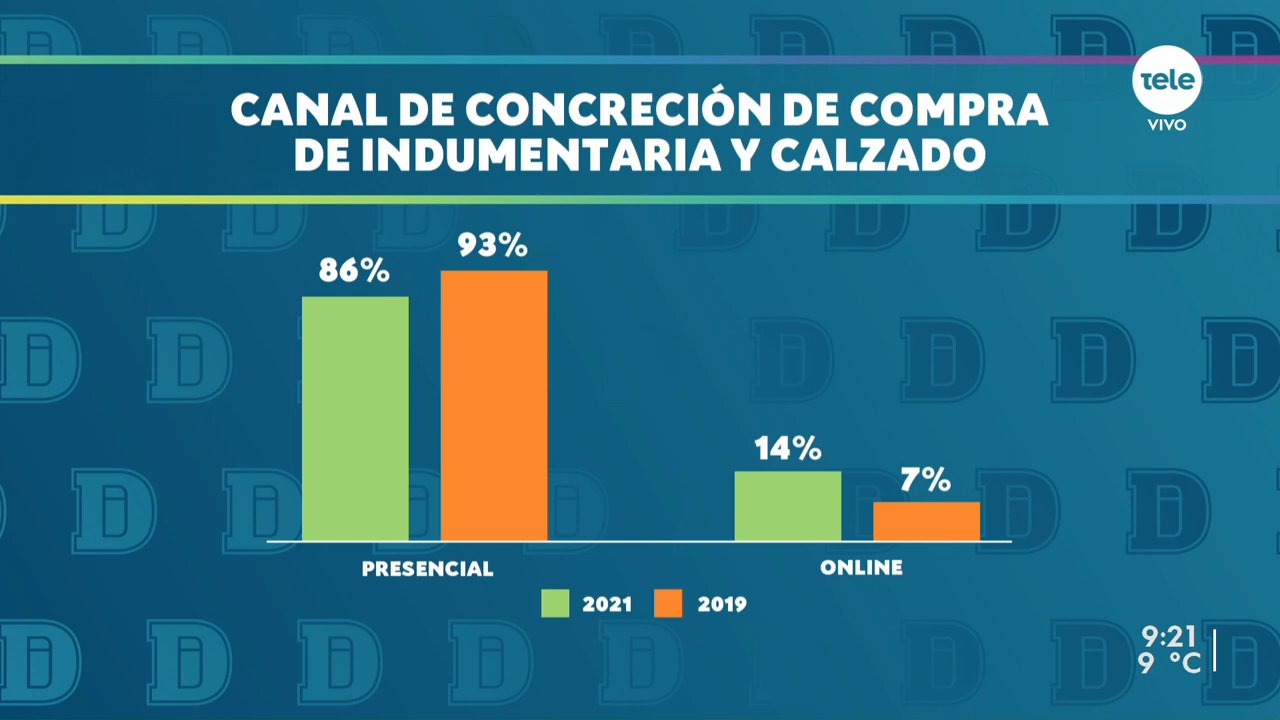 CANAL DE CONCRECIÓN DE COMPRA
DE INDUMENTARIA Y CALZADO
tele
VIVO
86%
93%
14%
7%
PRESENCIAL
ONLINE
2021
2019
9:21
9 °C